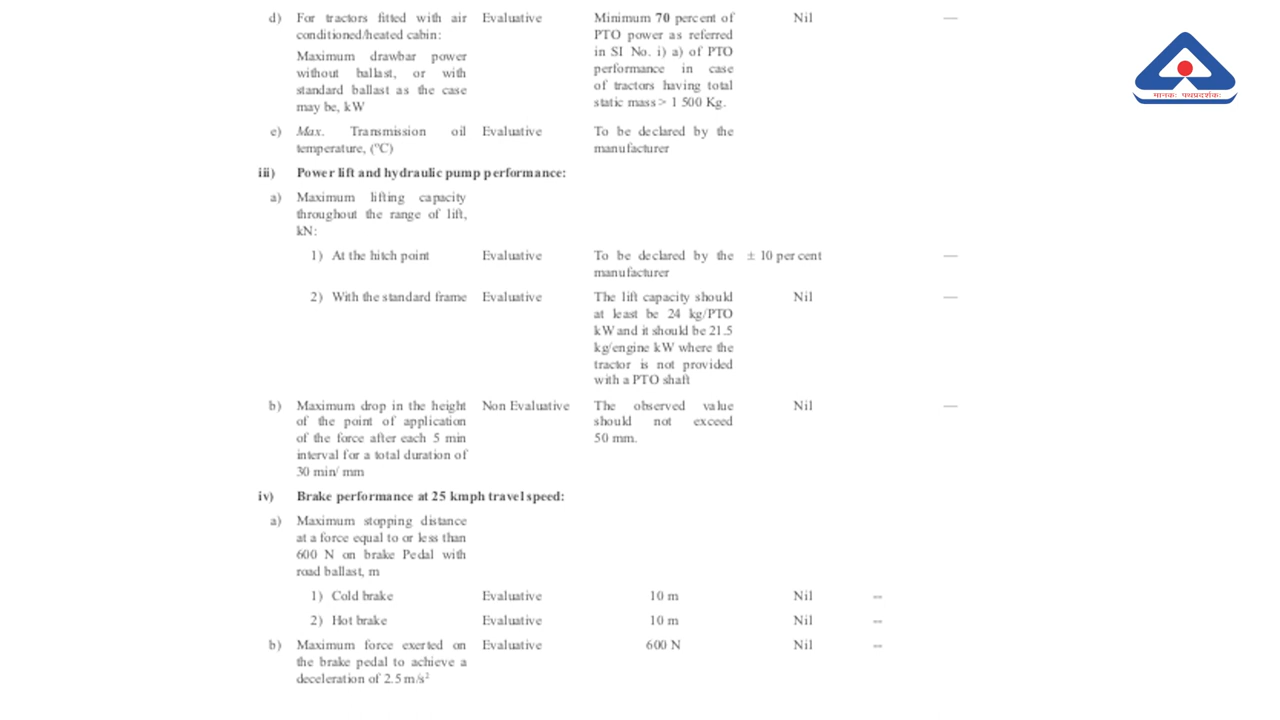 d) For tractors fitted with air Evaluative Minimum 70 percent of Nil —
conditioned/heated cabin: PTO power as referred
Maximum drawbar power in SI No. i) a) of PTO
without ballast, or with performance in case
standard ballast as the case of tractors having total
may be, kW static mass > 1 500 Kg.
e) Max. Transmission oil Evaluative To be declared by the
temperature, (ºC) manufacturer
iii) Power lift and hydraulic pump performance:
a) Maximum lifting capacity
throughout the range of lift,
kN:
1) At the hitch point Evaluative To be declared by the ± 10 per cent —
manufacturer
2) With the standard frame Evaluative The lift capacity should Nil —
at least be 24 kg/PTO
kW and it should be 21.5
kg/engine kW where the
tractor is not provided
with a PTO shaft
b) Maximum drop in the height Non Evaluative The observed value Nil —
of the point of application should not exceed
of the force after each 5 min 50 mm.
interval for a total duration of
30 min/ mm
iv) Brake performance at 25 kmph travel speed:
a) Maximum stopping distance
at a force equal to or less than
600 N on brake Pedal with
road ballast, m
1) Cold brake Evaluative 10 m Nil --
2) Hot brake Evaluative 10 m Nil --
b) Maximum force exerted on Evaluative 600 N Nil --
the brake pedal to achieve a
deceleration of 2.5 m/s²
मानकः पथप्रदर्शकः